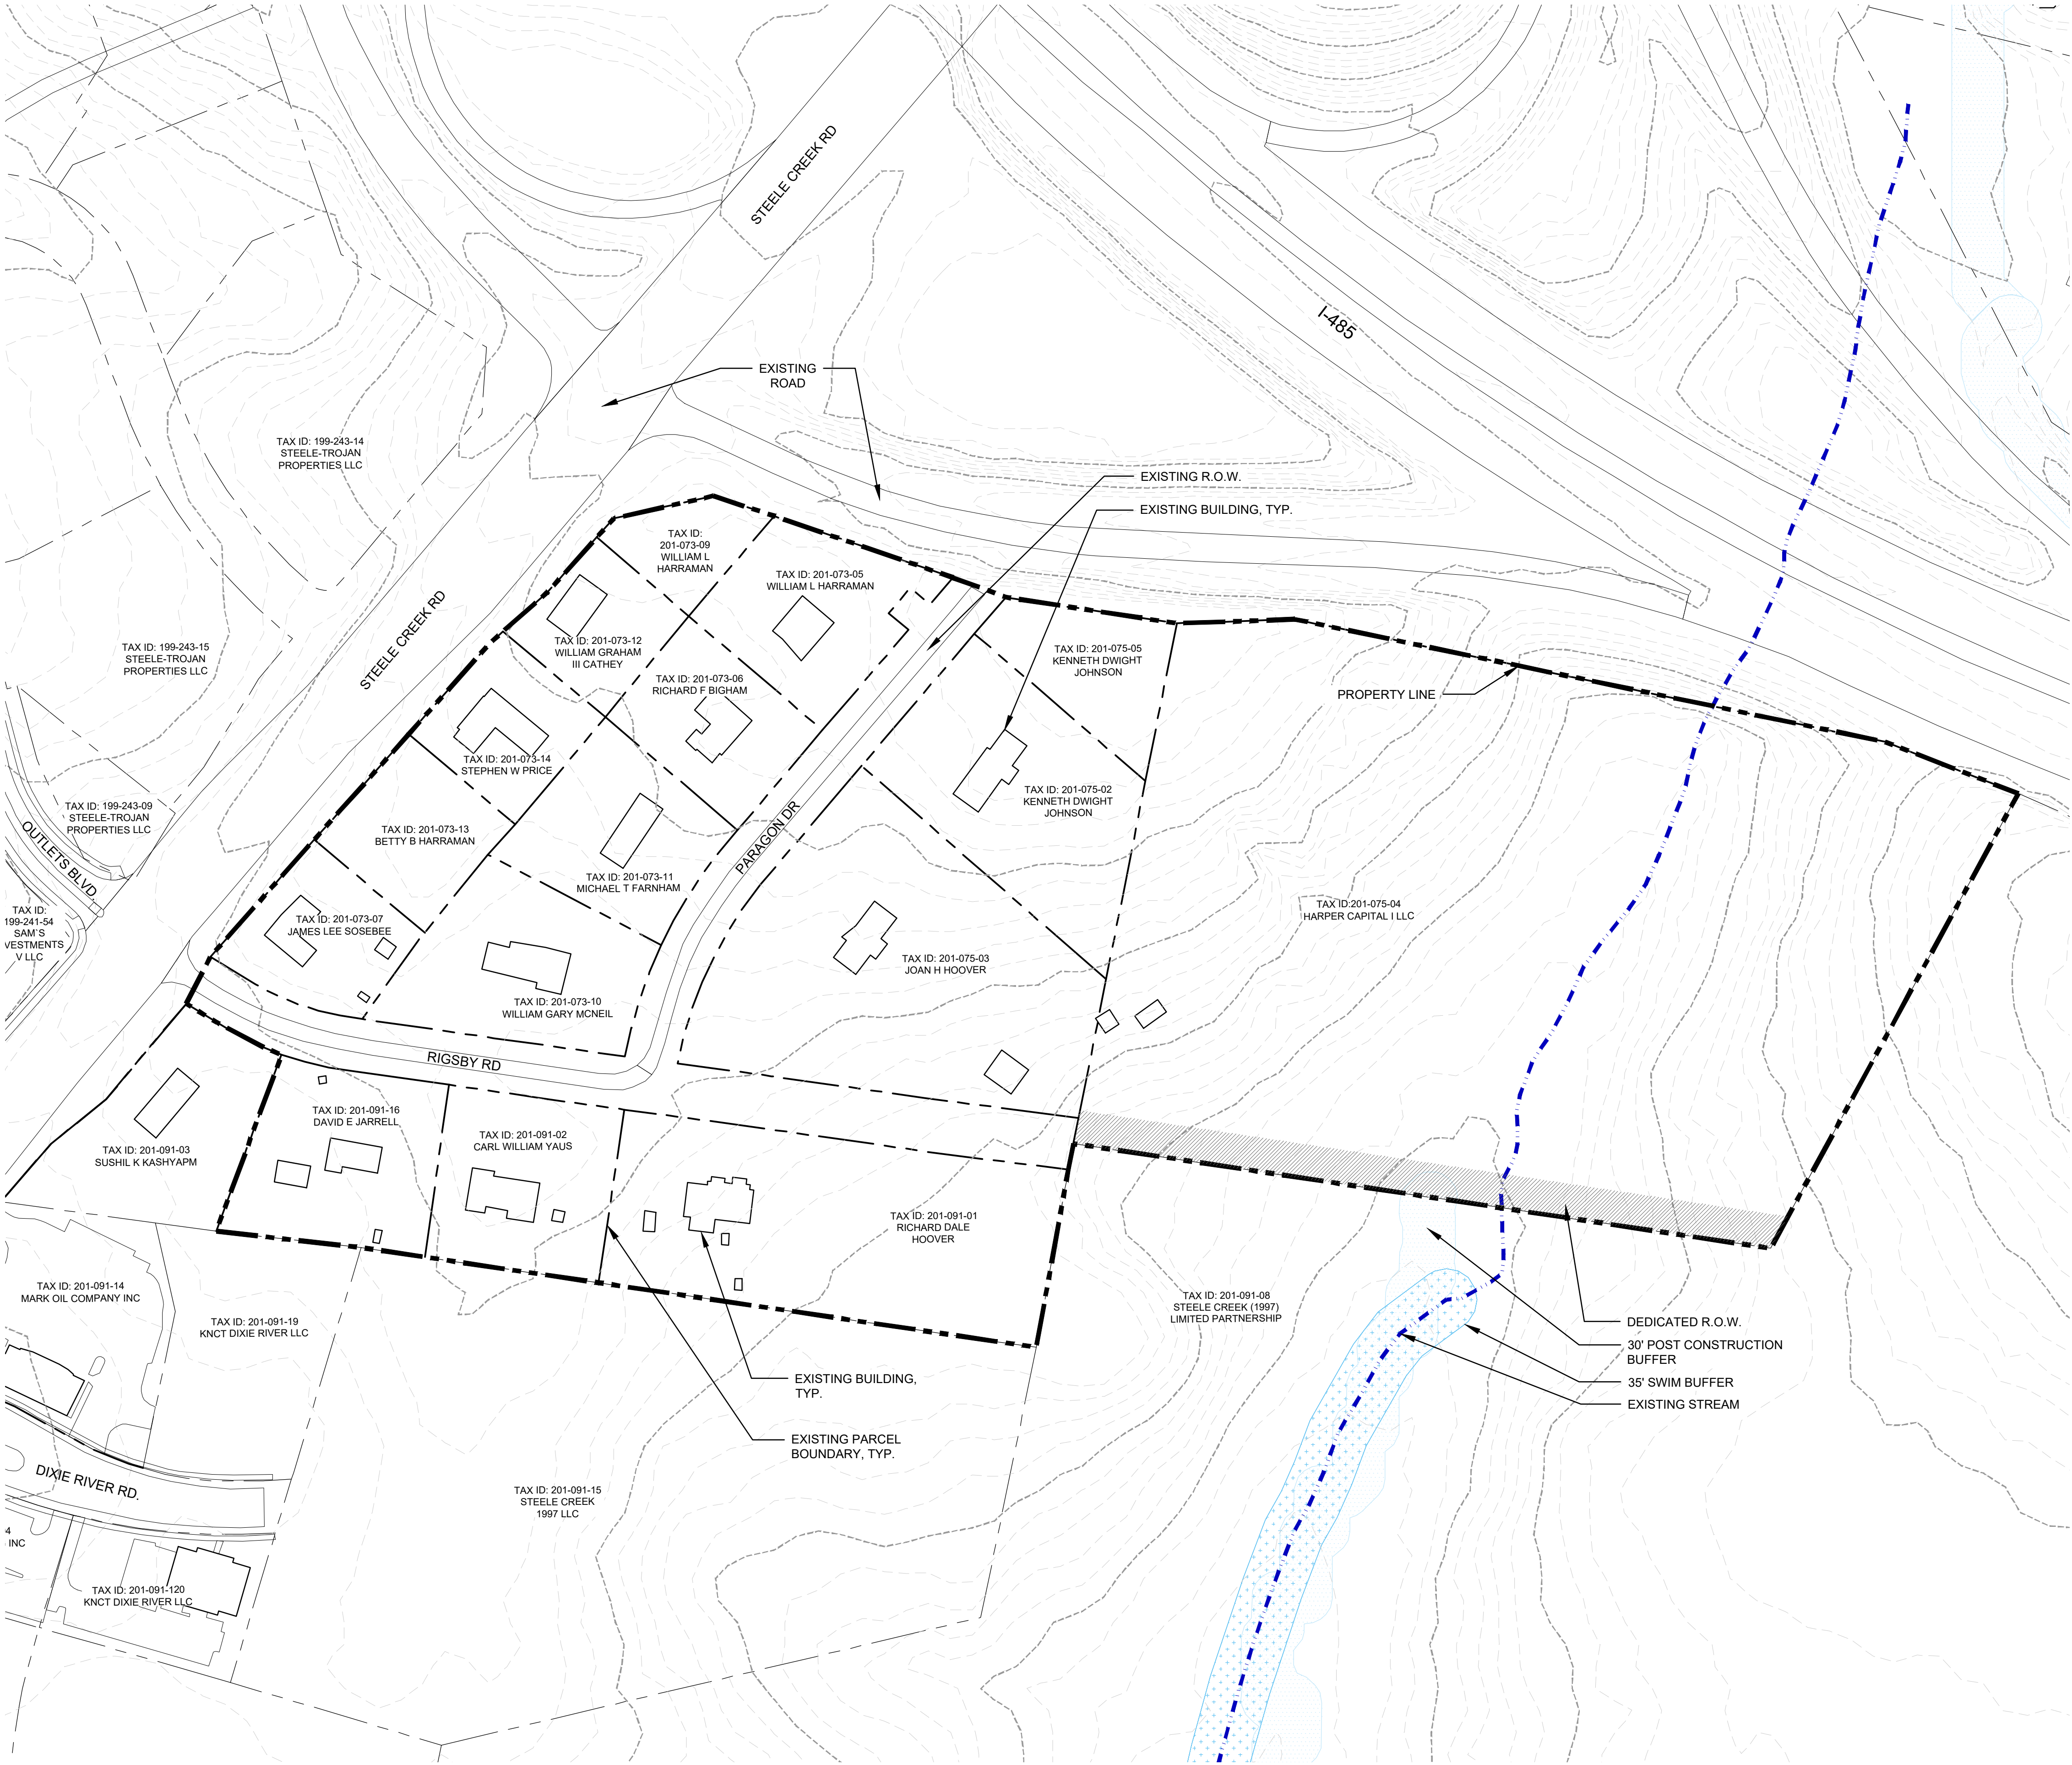 STEELE CREEK RD
I-485
EXISTING
ROAD
TAX ID: 199-243-14
STEELE-TROJAN
PROPERTIES LLC
EXISTING R.O.W.
EXISTING BUILDING, TYP.
TAX ID:
201-073-09
WILLIAM L
HARRAMAN
TAX ID: 201-073-05
WILLIAM L HARRAMAN
STEELE CREEK RD
TAX ID: 199-243-15
STEELE-TROJAN
PROPERTIES LLC
TAX ID: 201-073-12
WILLIAM GRAHAM
III CATHEY
TAX ID: 201-075-05
KENNETH DWIGHT
JOHNSON
TAX ID: 201-073-06
RICHARD F BIGHAM
PROPERTY LINE
TAX ID: 201-073-14
STEPHEN W PRICE
TAX ID: 201-075-02
KENNETH DWIGHT
JOHNSON
TAX ID: 199-243-09
STEELE-TROJAN
PROPERTIES LLC
OUTLETS BLVD.
TAX ID: 201-073-13
BETTY B HARRAMAN
PARAGON DR
TAX ID: 201-073-11
MICHAEL T FARNHAM
TAX ID:
199-241-54
SAM'S
VESTMENTS
V LLC
TAX ID: 201-073-07
JAMES LEE SOSEBEE
TAX ID:201-075-04
HARPER CAPITAL I LLC
TAX ID: 201-075-03
JOAN H HOOVER
TAX ID: 201-073-10
WILLIAM GARY MCNEIL
RIGSBY RD
TAX ID: 201-091-16
DAVID E JARRELL
TAX ID: 201-091-02
CARL WILLIAM YAUS
TAX ID: 201-091-03
SUSHIL K KASHYAPM
TAX ID: 201-091-01
RICHARD DALE
HOOVER
TAX ID: 201-091-14
MARK OIL COMPANY INC
TAX ID: 201-091-19
KNCT DIXIE RIVER LLC
TAX ID: 201-091-08
STEELE CREEK (1997)
LIMITED PARTNERSHIP
DEDICATED R.O.W.
30' POST CONSTRUCTION
BUFFER
35' SWIM BUFFER
EXISTING STREAM
EXISTING BUILDING,
TYP.
EXISTING PARCEL
BOUNDARY, TYP.
DIXIE RIVER RD.
TAX ID: 201-091-15
STEELE CREEK
1997 LLC
4
INC
TAX ID: 201-091-120
KNCT DIXIE RIVER LLC